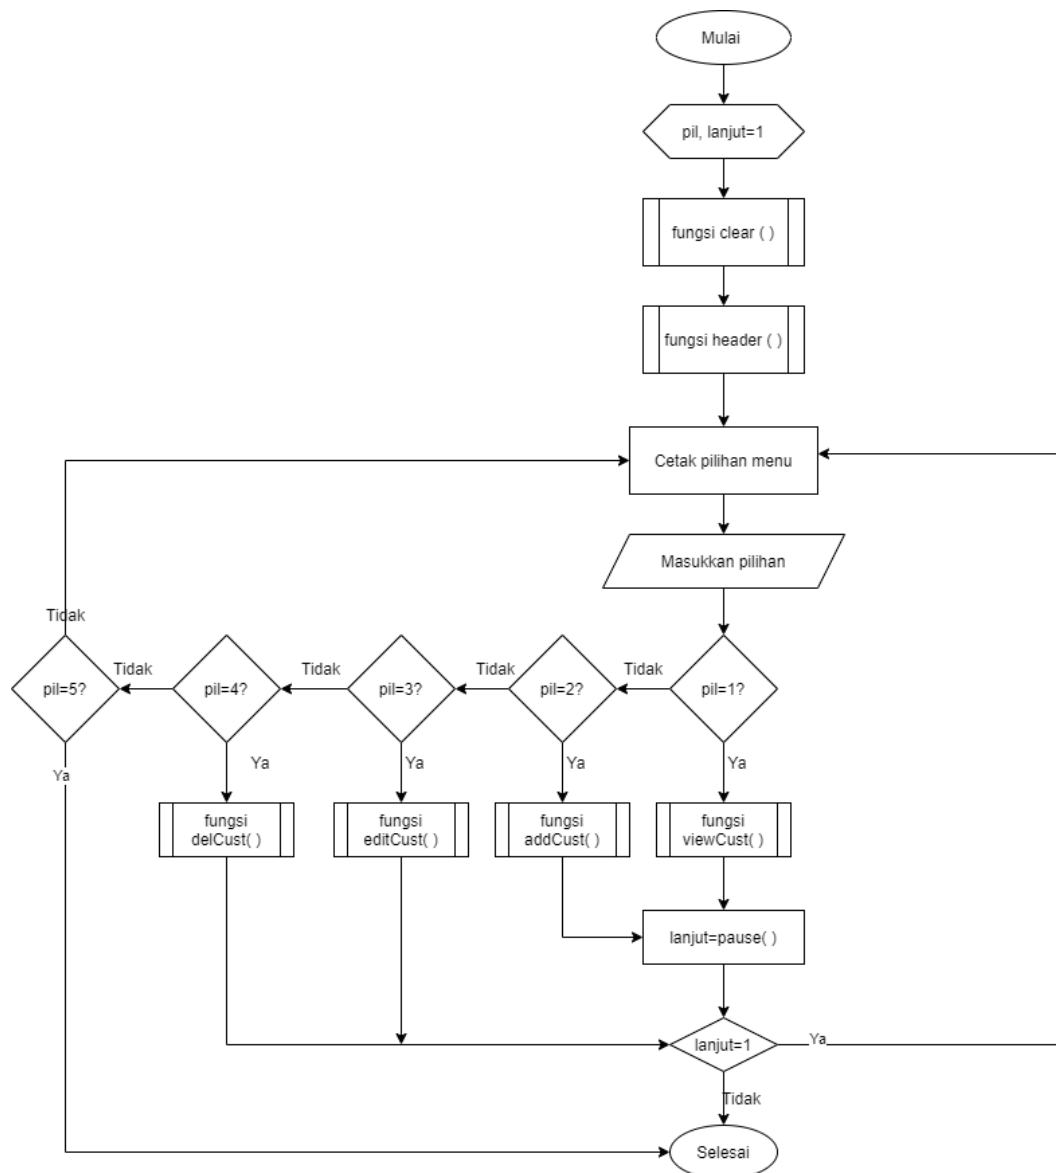 Mulai
pil, lanjut=1
fungsi clear ( )
fungsi header ( )
Cetak pilihan menu
Masukkan pilihan
Tidak
pil=5?
Tidak
pil=4?
Tidak
pil=3?
Tidak
pil=2?
Tidak
pil=1?
Ya
Ya
Ya
Ya
Ya
fungsi
delCust( )
fungsi
editCust( )
fungsi
addCust( )
fungsi
viewCust( )
lanjut=pause( )
lanjut=1
Ya
Tidak
Selesai